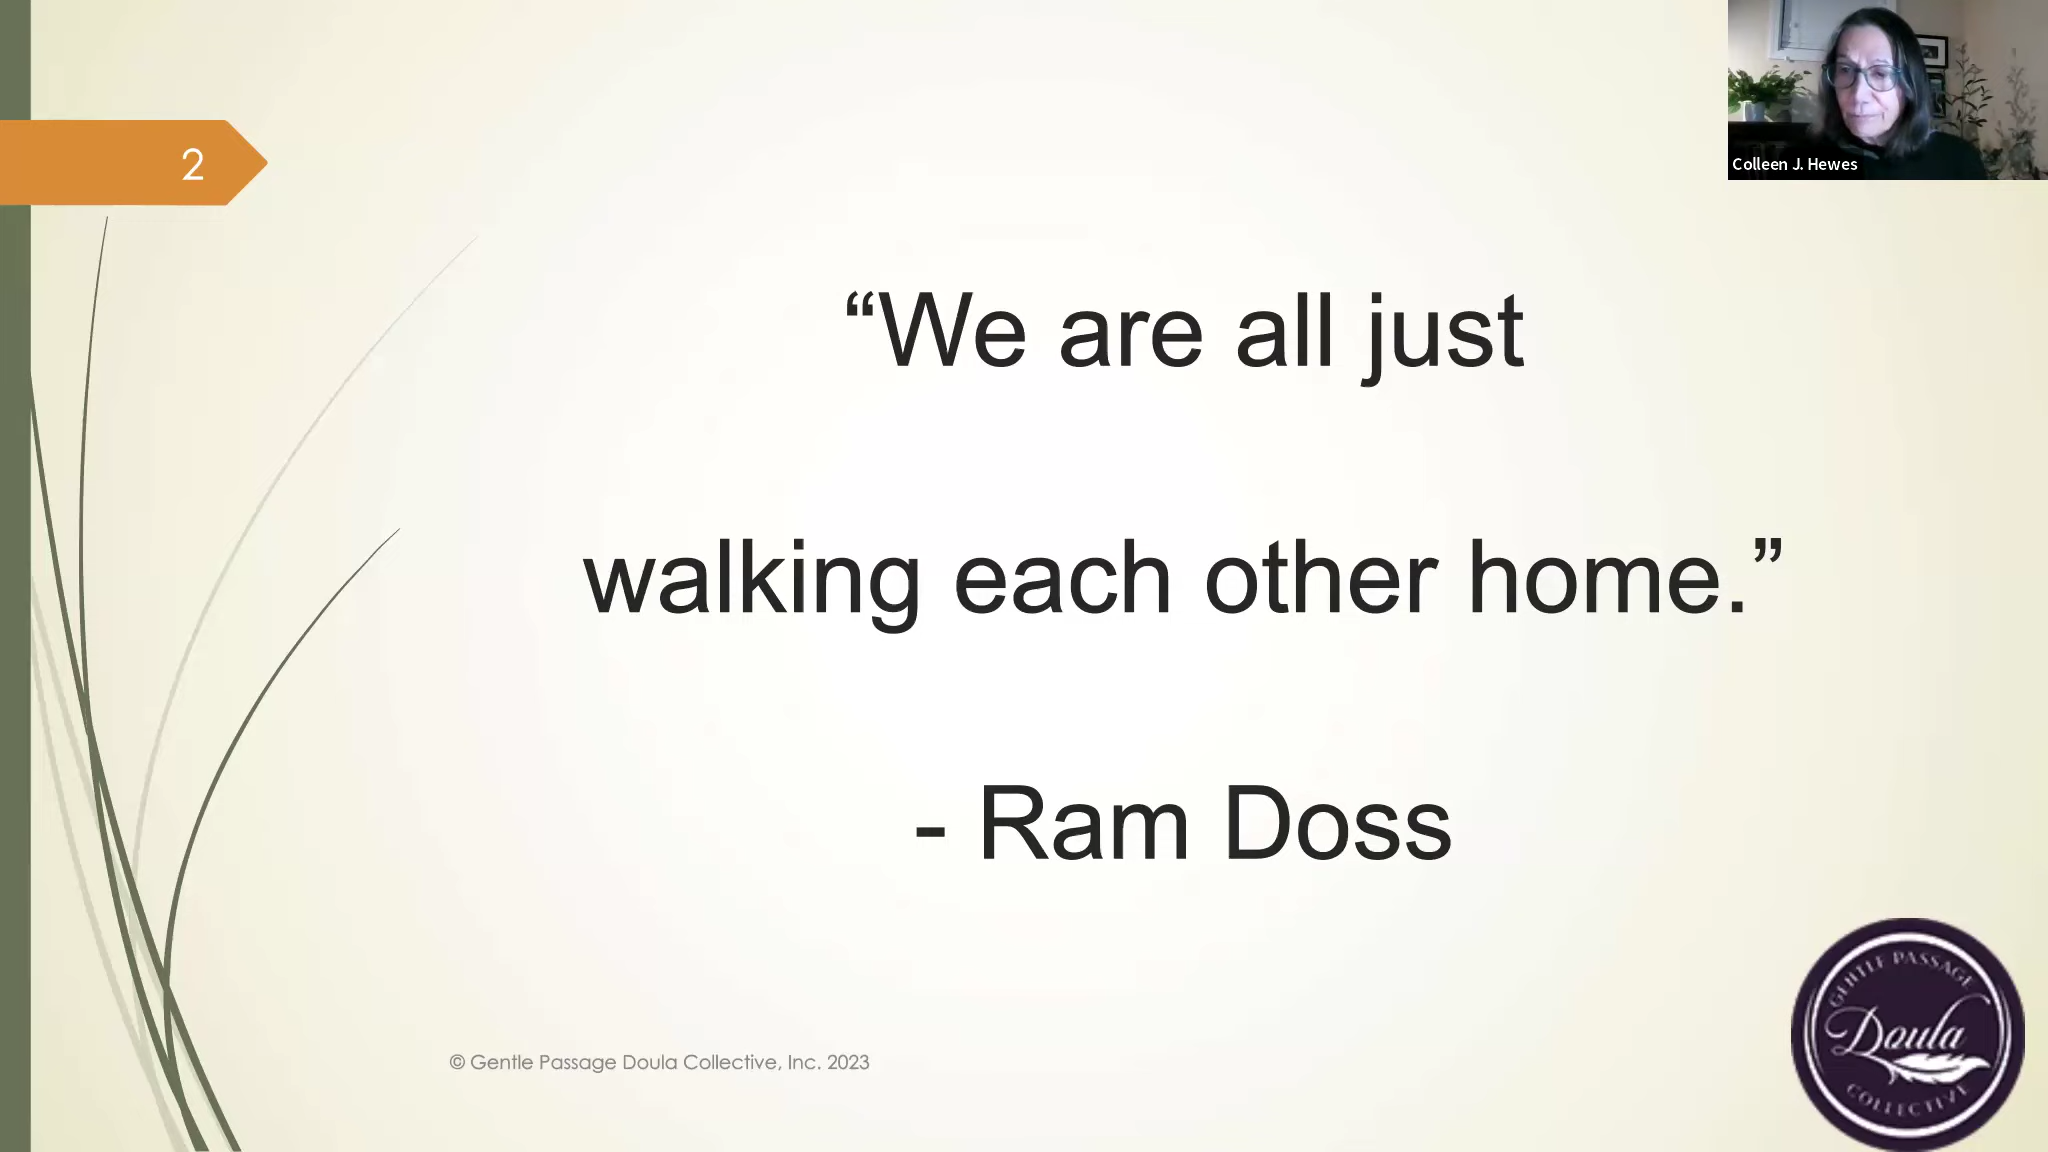 Colleen J. Hewes
2
“We are all just
walking each other home.”
- Ram Doss
© Gentle Passage Doula Collective, Inc. 2023
GENTLE PASSAGE
Doula
COLLECTIVE